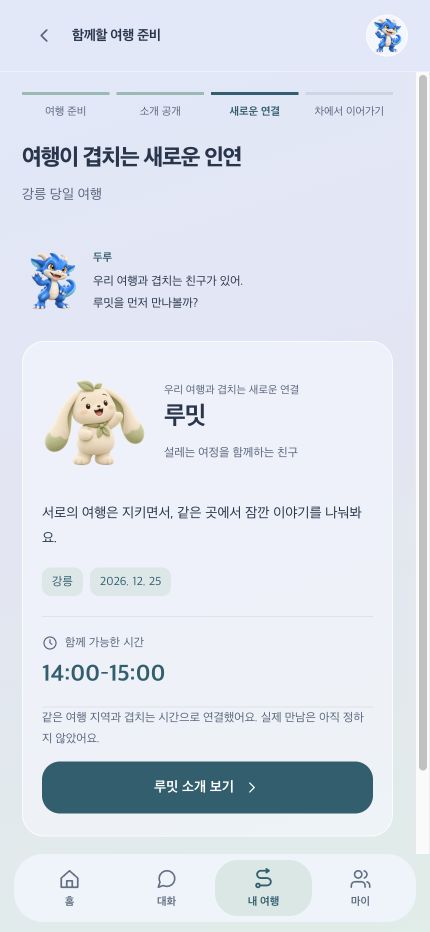 함께할 여행 준비
여행 준비
소개 공개
새로운 연결
차에서 이어가기
여행이 겹치는 새로운 인연
강릉 당일 여행
두루
우리 여행과 겹치는 친구가 있어.
루밋을 먼저 만나볼까?
우리 여행과 겹치는 새로운 연결
루밋
설레는 여정을 함께하는 친구
서로의 여행은 지키면서, 같은 곳에서 잠깐 이야기를 나눠봐
요.
강릉
2026. 12. 25
함께 가능한 시간
14:00-15:00
같은 여행 지역과 겹치는 시간으로 연결했어요. 실제 만남은 아직 정하
지 않았어요.
루밋 소개 보기
홈
대화
내 여행
마이